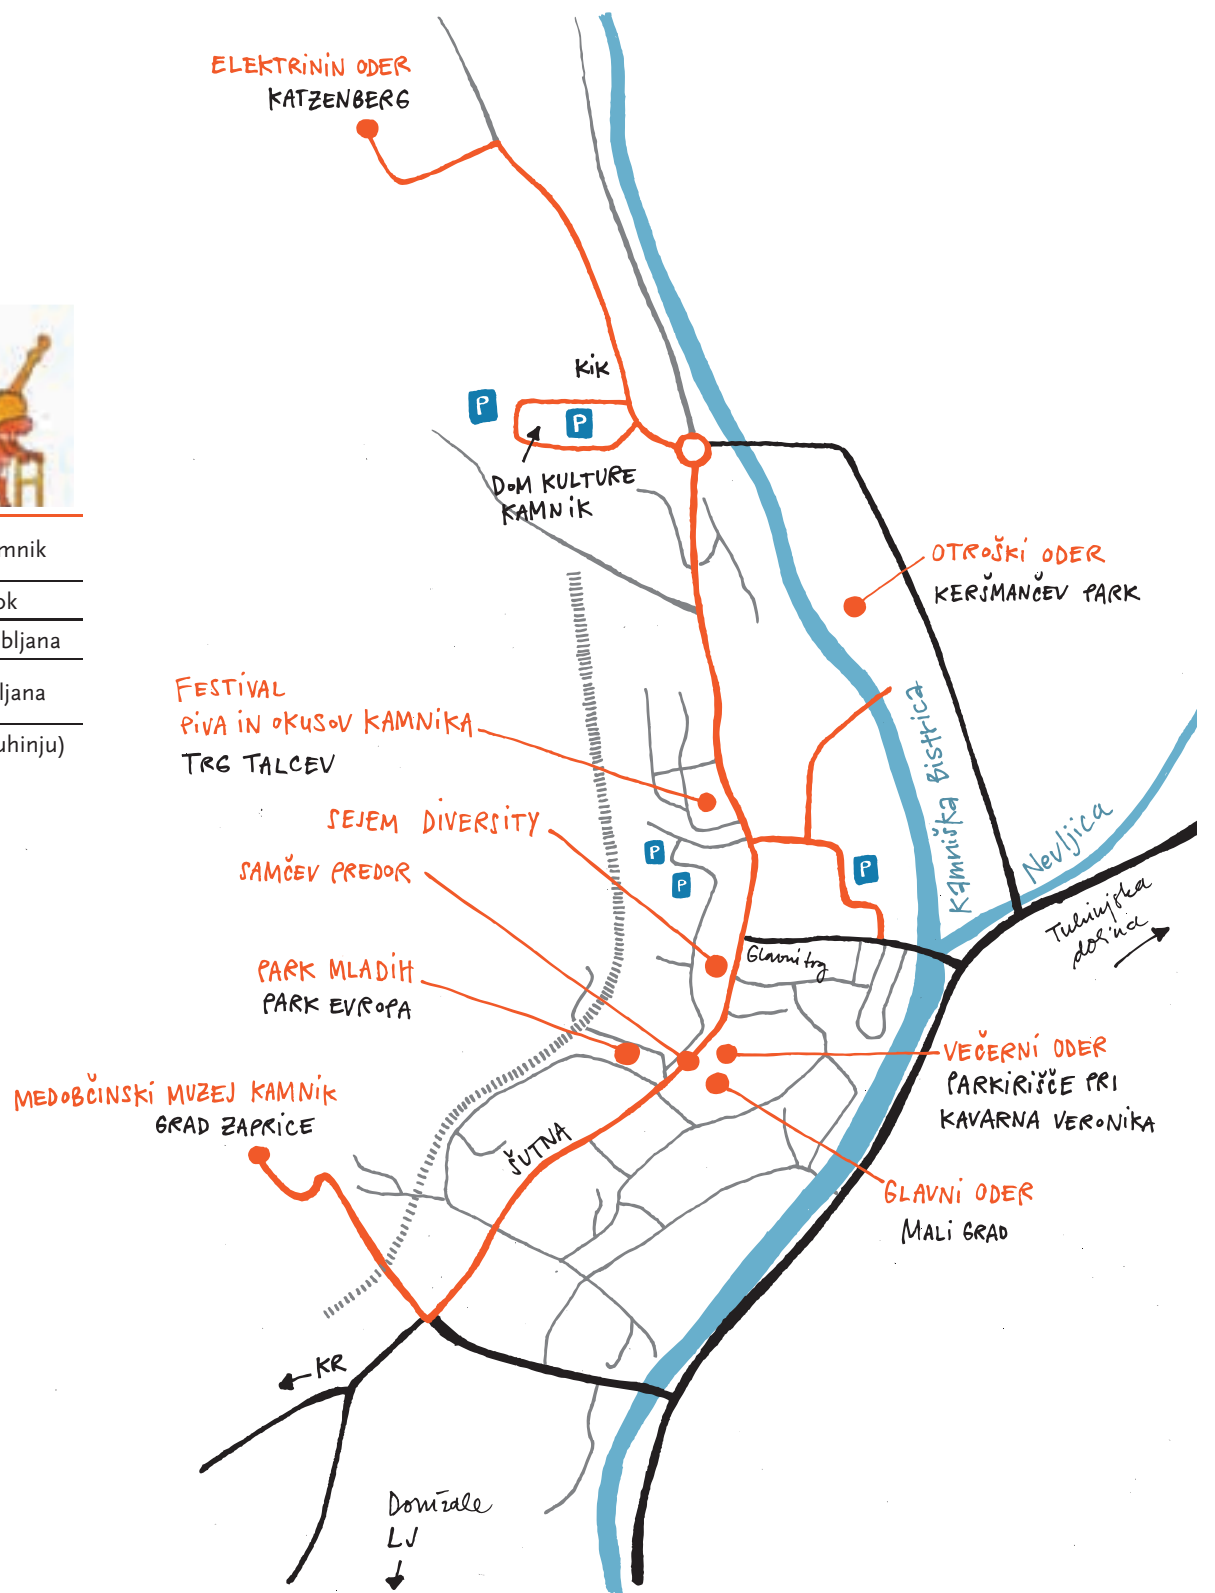 ELEKTRININ ODER
KATZENBERG
KiK
P
P
DOM KULTURE
KAMNiK
mnik
ok
bljana
ljana
uhinju)
OTROŠKI ODER
KERŠMANČEV PARK
FESTIVAL
PIVA IN OKUSOV KAMNIKA
TRG TALCEV
SEJEM DIVERSITY
SAMČEV PREDOR
P
P
P
KAMNIŠKA BISTRICA
Nevljica
Tuhinjska
dolina
Glavni trg
PARK MLADIH
PARK EVROPA
VEČERNI ODER
PARKIRIŠČE PRI
KAVARNA VERONIKA
MEDOBČINSKI MUZEJ KAMNIK
GRAD ZAPRICE
ŠUTNA
GLAVNI ODER
MALI GRAD
KR
Domžale
LJ